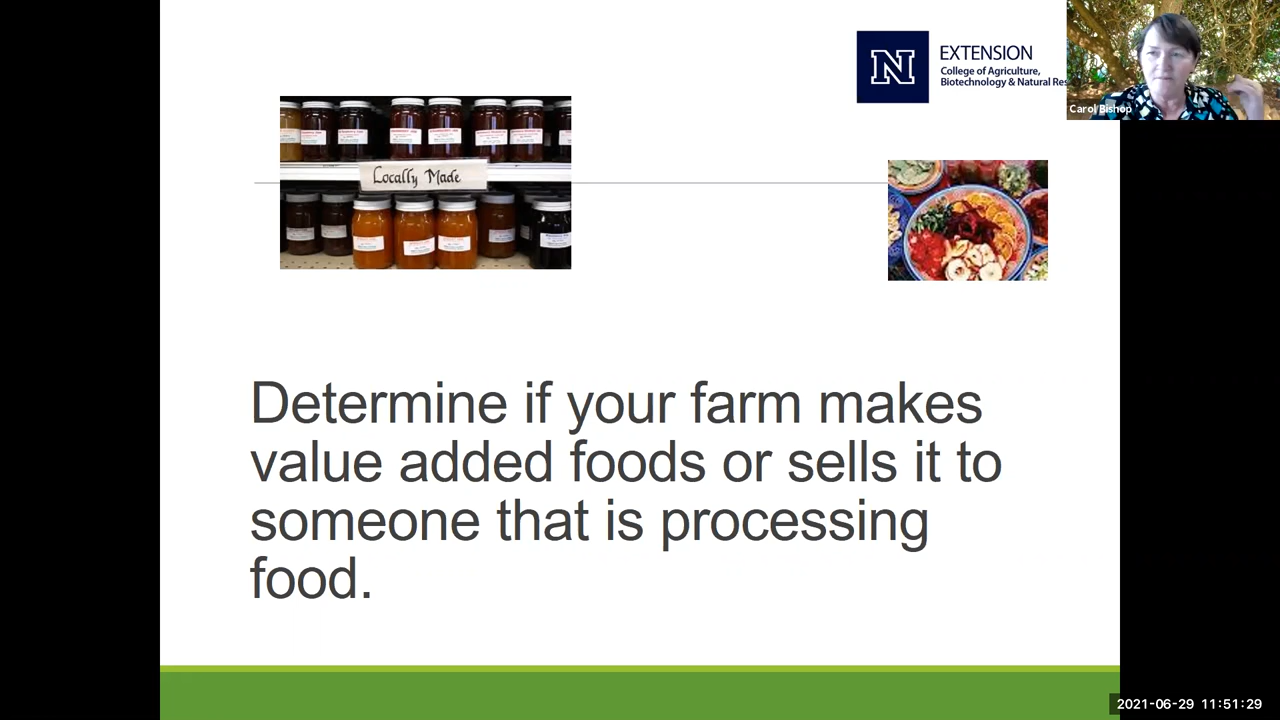 N
EXTENSION
College of Agriculture,
Biotechnology & Natural Res
Carol Bishop
Locally Made
Determine if your farm makes
value added foods or sells it to
someone that is processing
food.
2021-06-29 11:51:29